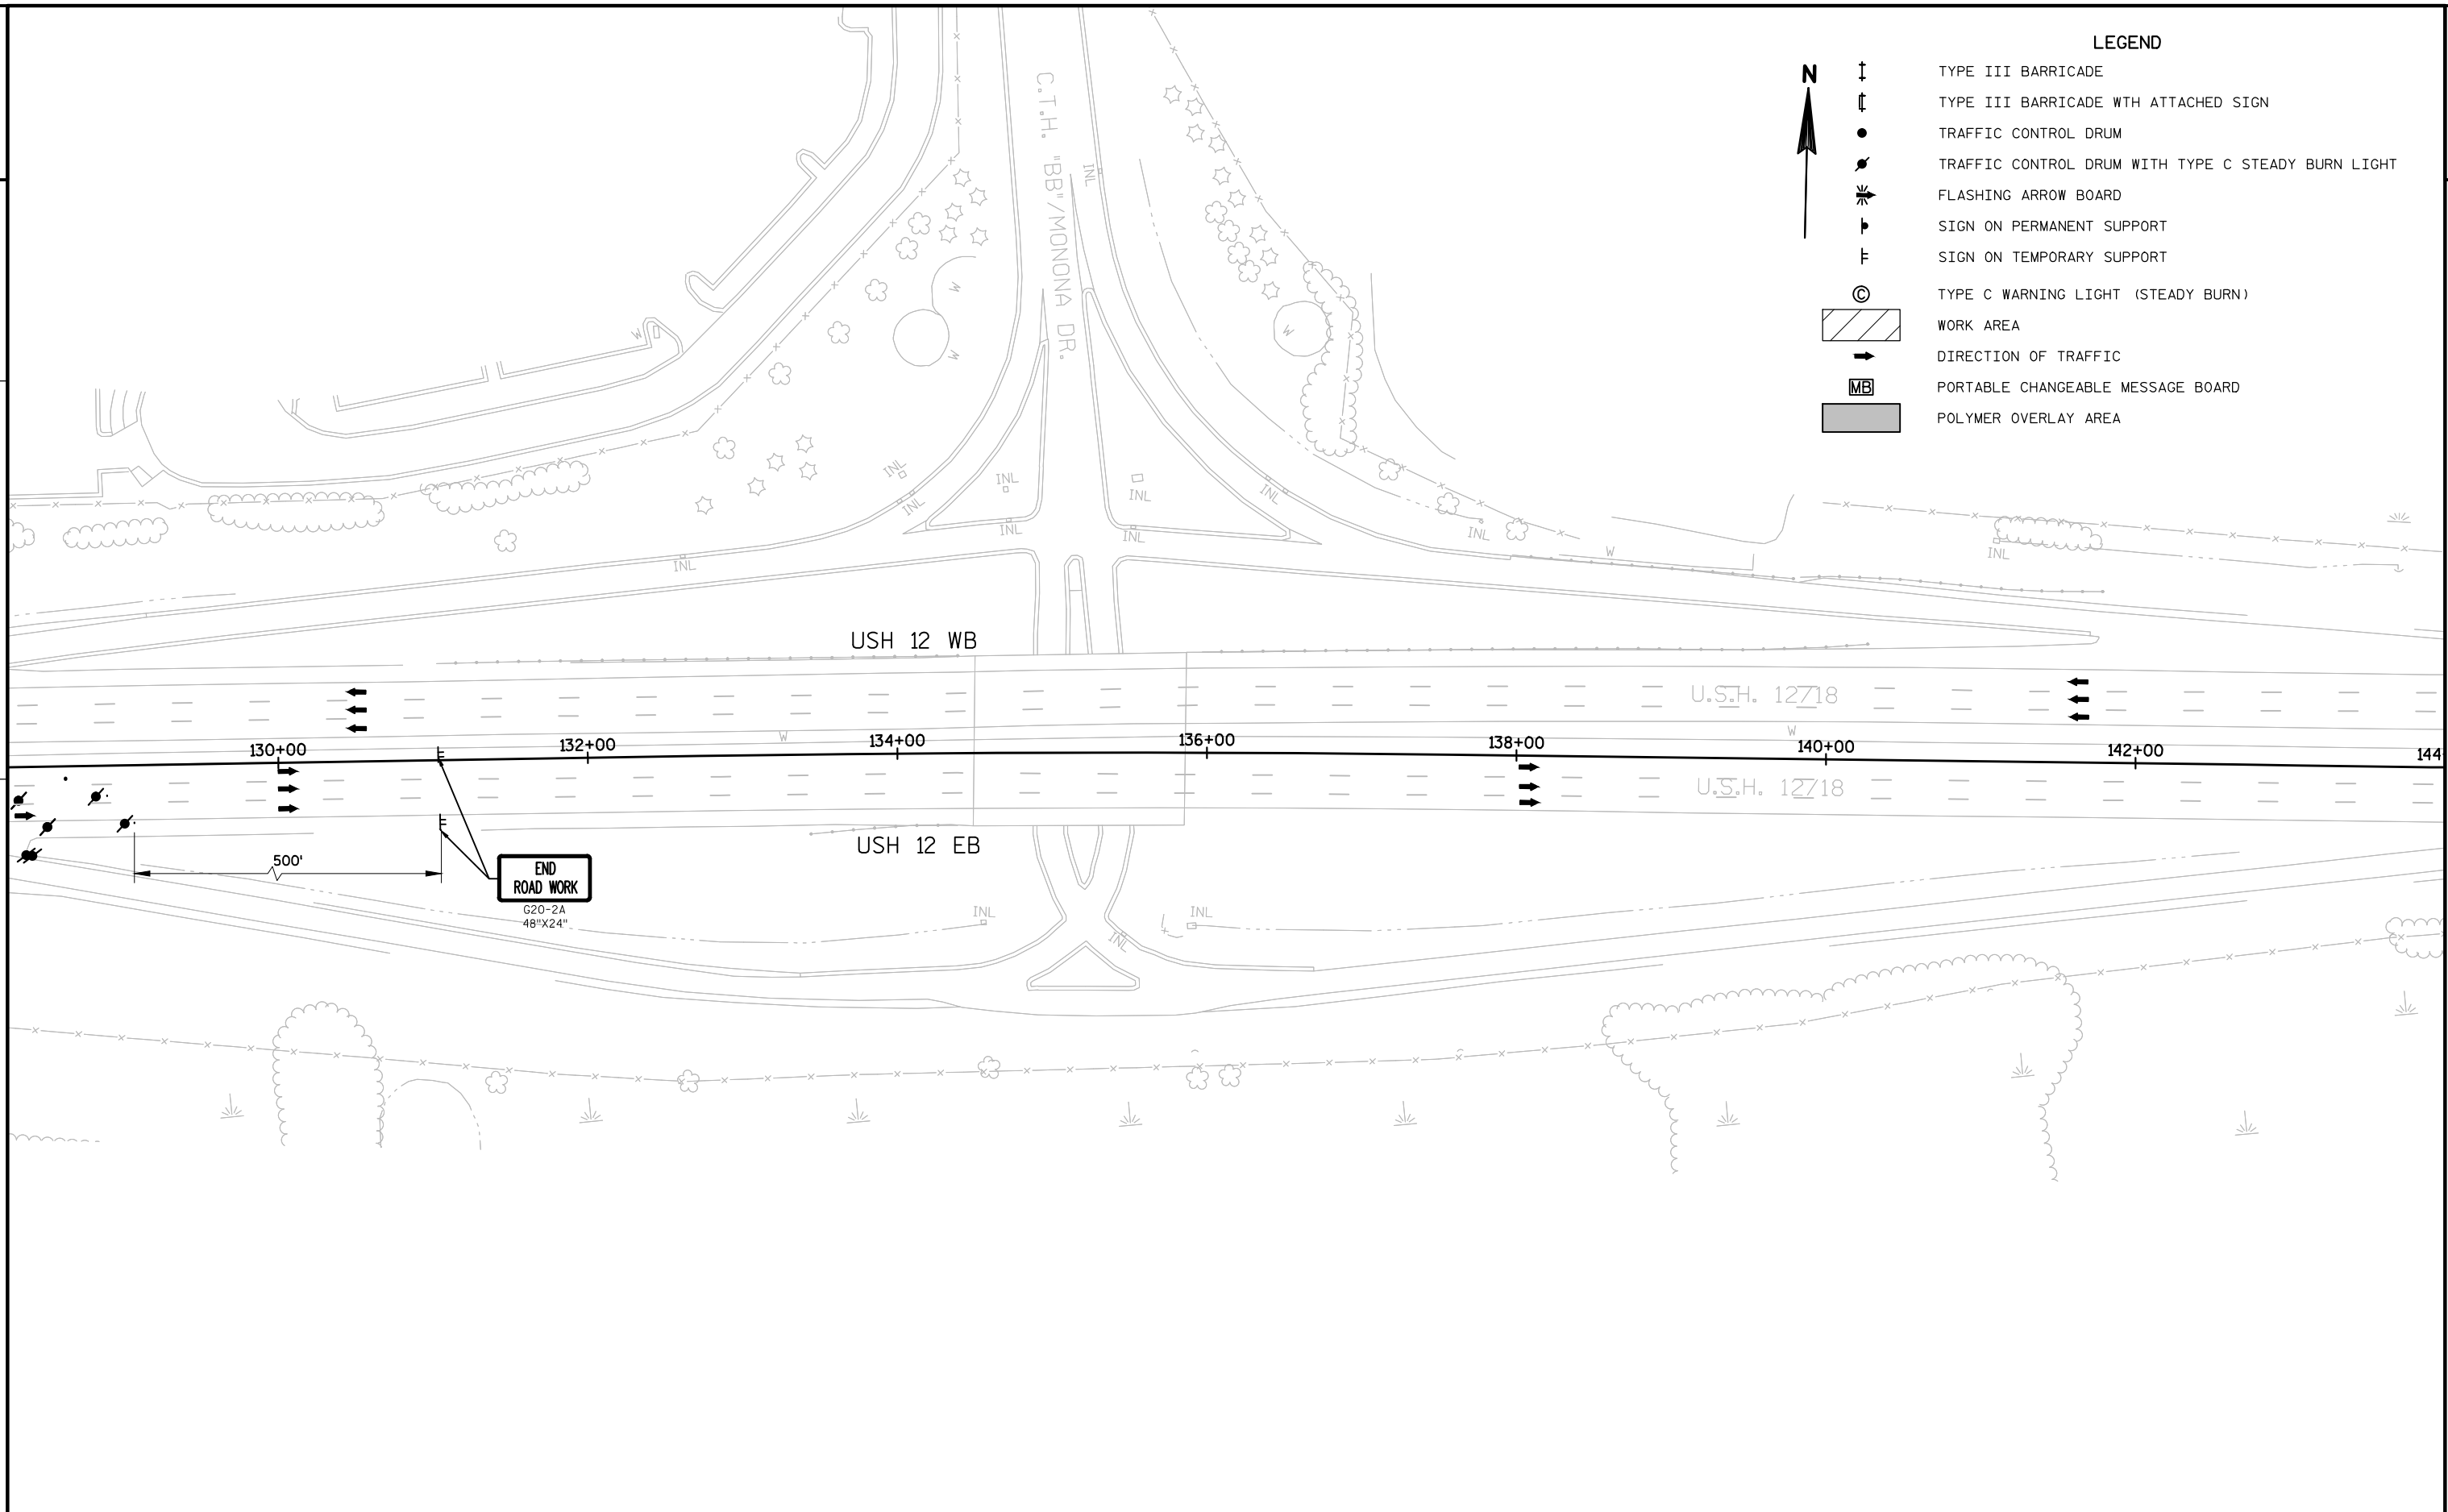 LEGEND
N
TYPE III BARRICADE
TYPE III BARRICADE WTH ATTACHED SIGN
TRAFFIC CONTROL DRUM
TRAFFIC CONTROL DRUM WITH TYPE C STEADY BURN LIGHT
FLASHING ARROW BOARD
SIGN ON PERMANENT SUPPORT
SIGN ON TEMPORARY SUPPORT
C TYPE C WARNING LIGHT (STEADY BURN)
WORK AREA
DIRECTION OF TRAFFIC
MB PORTABLE CHANGEABLE MESSAGE BOARD
POLYMER OVERLAY AREA
C.T.H. "BB"/MONONA DR.
INL
W
W
W
W
INL
INL
INL
INL
INL
INL
INL
INL
INL
INL
W
INL
USH 12 WB
U.S.H. 12/18
W
W
130+00
132+00
134+00
136+00
138+00
140+00
142+00
144
U.S.H. 12/18
USH 12 EB
500'
END
ROAD WORK
G20-2A
48"X24"
INL
INL
INL